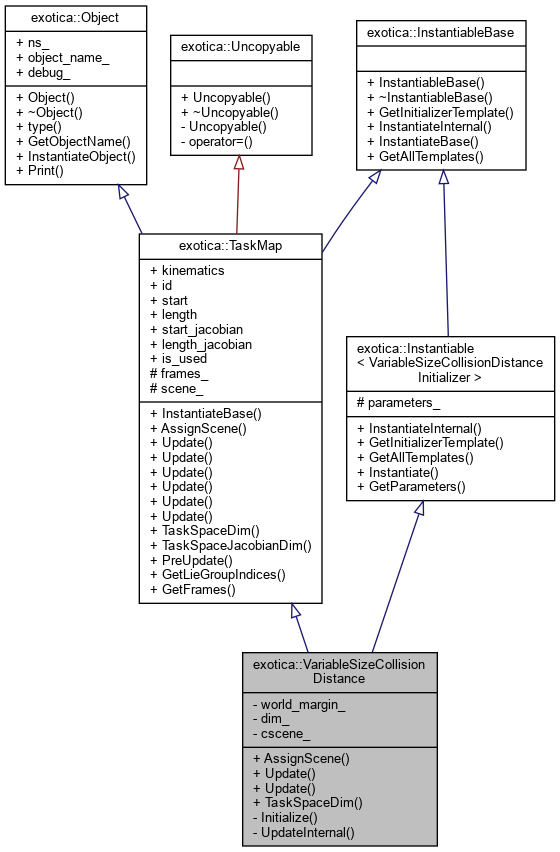 exotica::Object
+ ns_
+ object_name_
+ debug_
+ Object()
+ ~Object()
+ type()
+ GetObjectName()
+ InstantiateObject()
+ Print()
exotica::Uncopyable
+ Uncopyable()
+ ~Uncopyable()
- Uncopyable()
- operator=()
exotica::InstantiableBase
+ InstantiableBase()
+ ~InstantiableBase()
+ GetInitializerTemplate()
+ InstantiateInternal()
+ InstantiateBase()
+ GetAllTemplates()
exotica::TaskMap
+ kinematics
+ id
+ start
+ length
+ start_jacobian
+ length_jacobian
+ is_used
# frames_
# scene_
+ InstantiateBase()
+ AssignScene()
+ Update()
+ Update()
+ Update()
+ Update()
+ Update()
+ Update()
+ TaskSpaceDim()
+ TaskSpaceJacobianDim()
+ PreUpdate()
+ GetLieGroupIndices()
+ GetFrames()
exotica::Instantiable
< VariableSizeCollisionDistance
Initializer >
# parameters_
+ InstantiateInternal()
+ GetInitializerTemplate()
+ GetAllTemplates()
+ Instantiate()
+ GetParameters()
exotica::VariableSizeCollision
Distance
- world_margin_
- dim_
- cscene_
+ AssignScene()
+ Update()
+ Update()
+ TaskSpaceDim()
- Initialize()
- UpdateInternal()